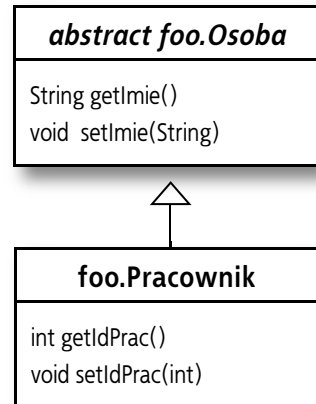 abstract foo.Osoba
String getImie()
void setImie(String)
foo.Pracownik
int getIdPrac()
void setIdPrac(int)